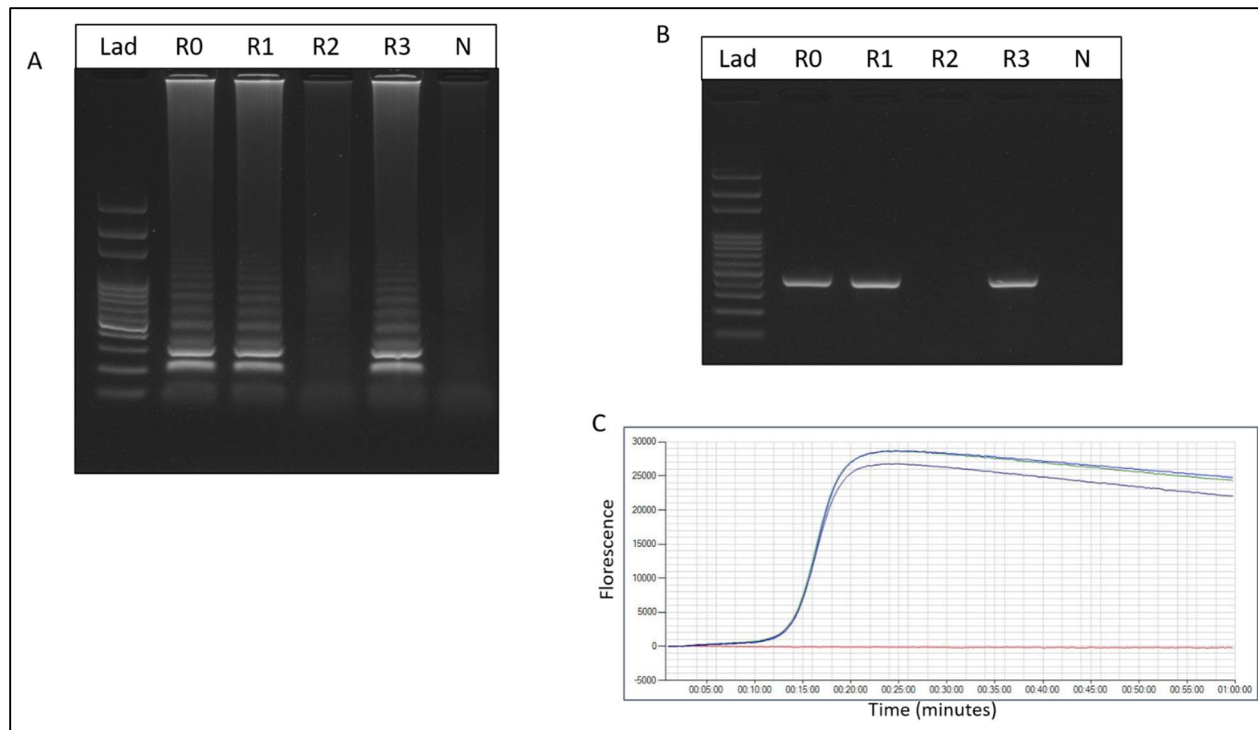 A
Lad R0 R1 R2 R3 N
B
Lad R0 R1 R2 R3 N
C
30000
25000
20000
15000
10000
5000
0
-5000
Florescence
00:05:00 00:10:00 00:15:00 00:20:00 00:25:00 00:30:00 00:35:00 00:40:00 00:45:00 00:50:00 00:55:00 01:00:00
Time (minutes)